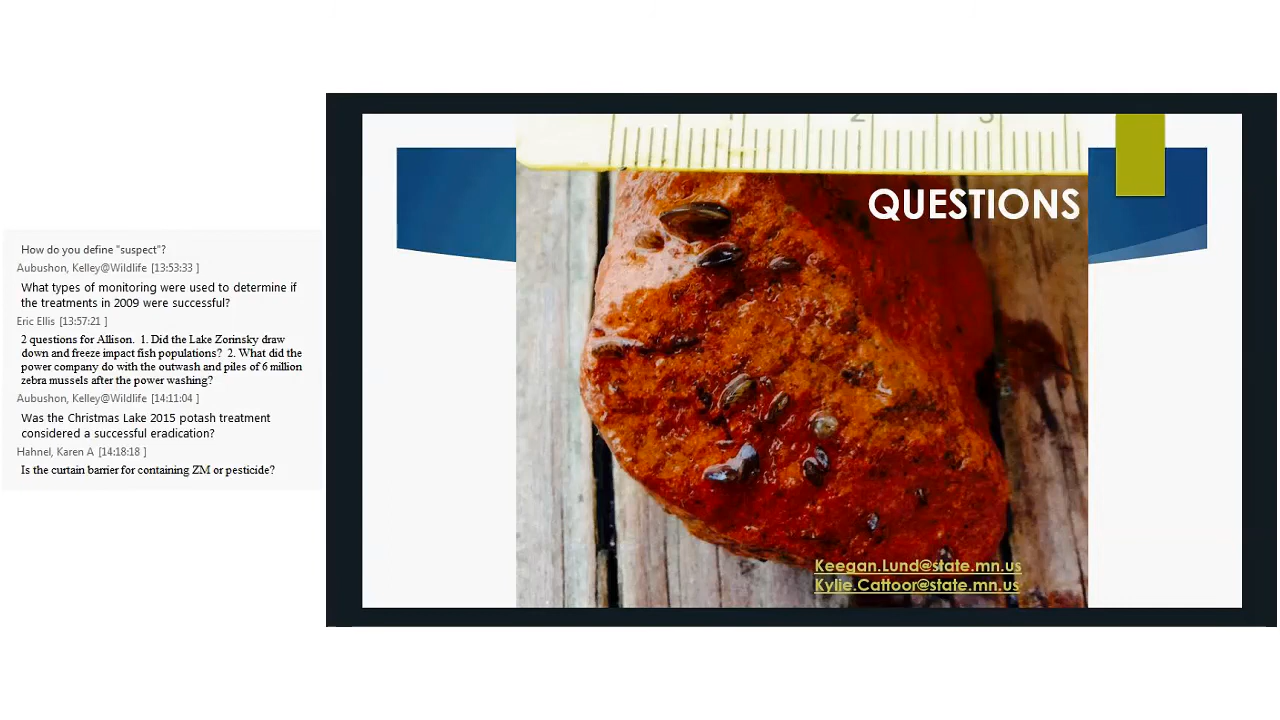 How do you define "suspect"?
Aubushon, Kelley@Wildlife [13:53:33 ]
What types of monitoring were used to determine if
the treatments in 2009 were successful?
Eric Ellis [13:57:21 ]
2 questions for Allison.  1. Did the Lake Zorinsky draw
down and freeze impact fish populations?  2. What did the
power company do with the outwash and piles of 6 million
zebra mussels after the power washing?
Aubushon, Kelley@Wildlife [14:11:04 ]
Was the Christmas Lake 2015 potash treatment
considered a successful eradication?
Hahnel, Karen A [14:18:18 ]
Is the curtain barrier for containing ZM or pesticide?
1 2 3
QUESTIONS
Keegan.Lund@state.mn.us
Kylie.Cattoor@state.mn.us